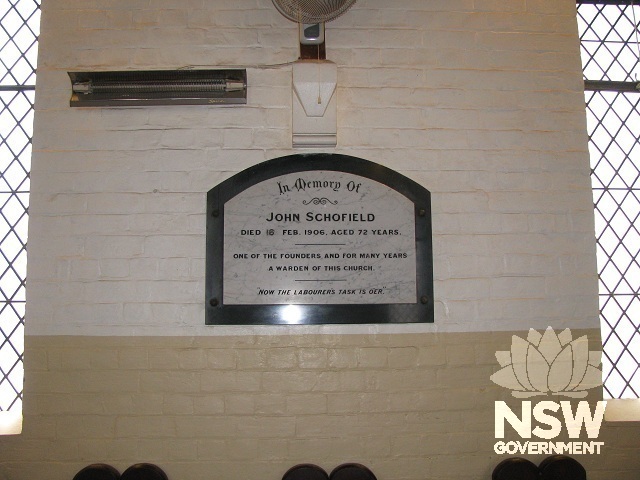 In Memory Of
JOHN SCHOFIELD
DIED 18 FEB. 1906, AGED 72 YEARS.
ONE OF THE FOUNDERS AND FOR MANY YEARS
A WARDEN OF THIS CHURCH.
"NOW THE LABOURERS TASK IS OER."
NSW
GOVERNMENT